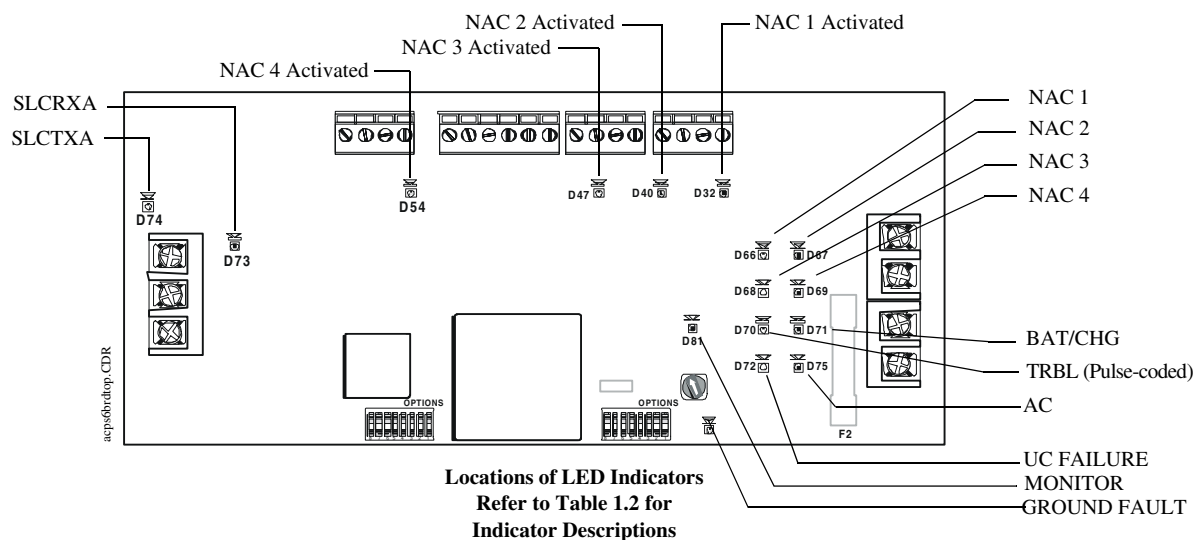 NAC 2 Activated
NAC 1 Activated
NAC 3 Activated
NAC 4 Activated
SLCRXA
SLCTXA
NAC 1
NAC 2
NAC 3
NAC 4
D74
D73
D54
D47
D40
D32
D66
D67
D68
D69
D70
D71
D81
D72
D75
BAT/CHG
TRBL (Pulse-coded)
AC
acps6brdtop.CDR
OPTIONS
OPTIONS
F2
UC FAILURE
MONITOR
GROUND FAULT
Locations of LED Indicators
Refer to Table 1.2 for
Indicator Descriptions